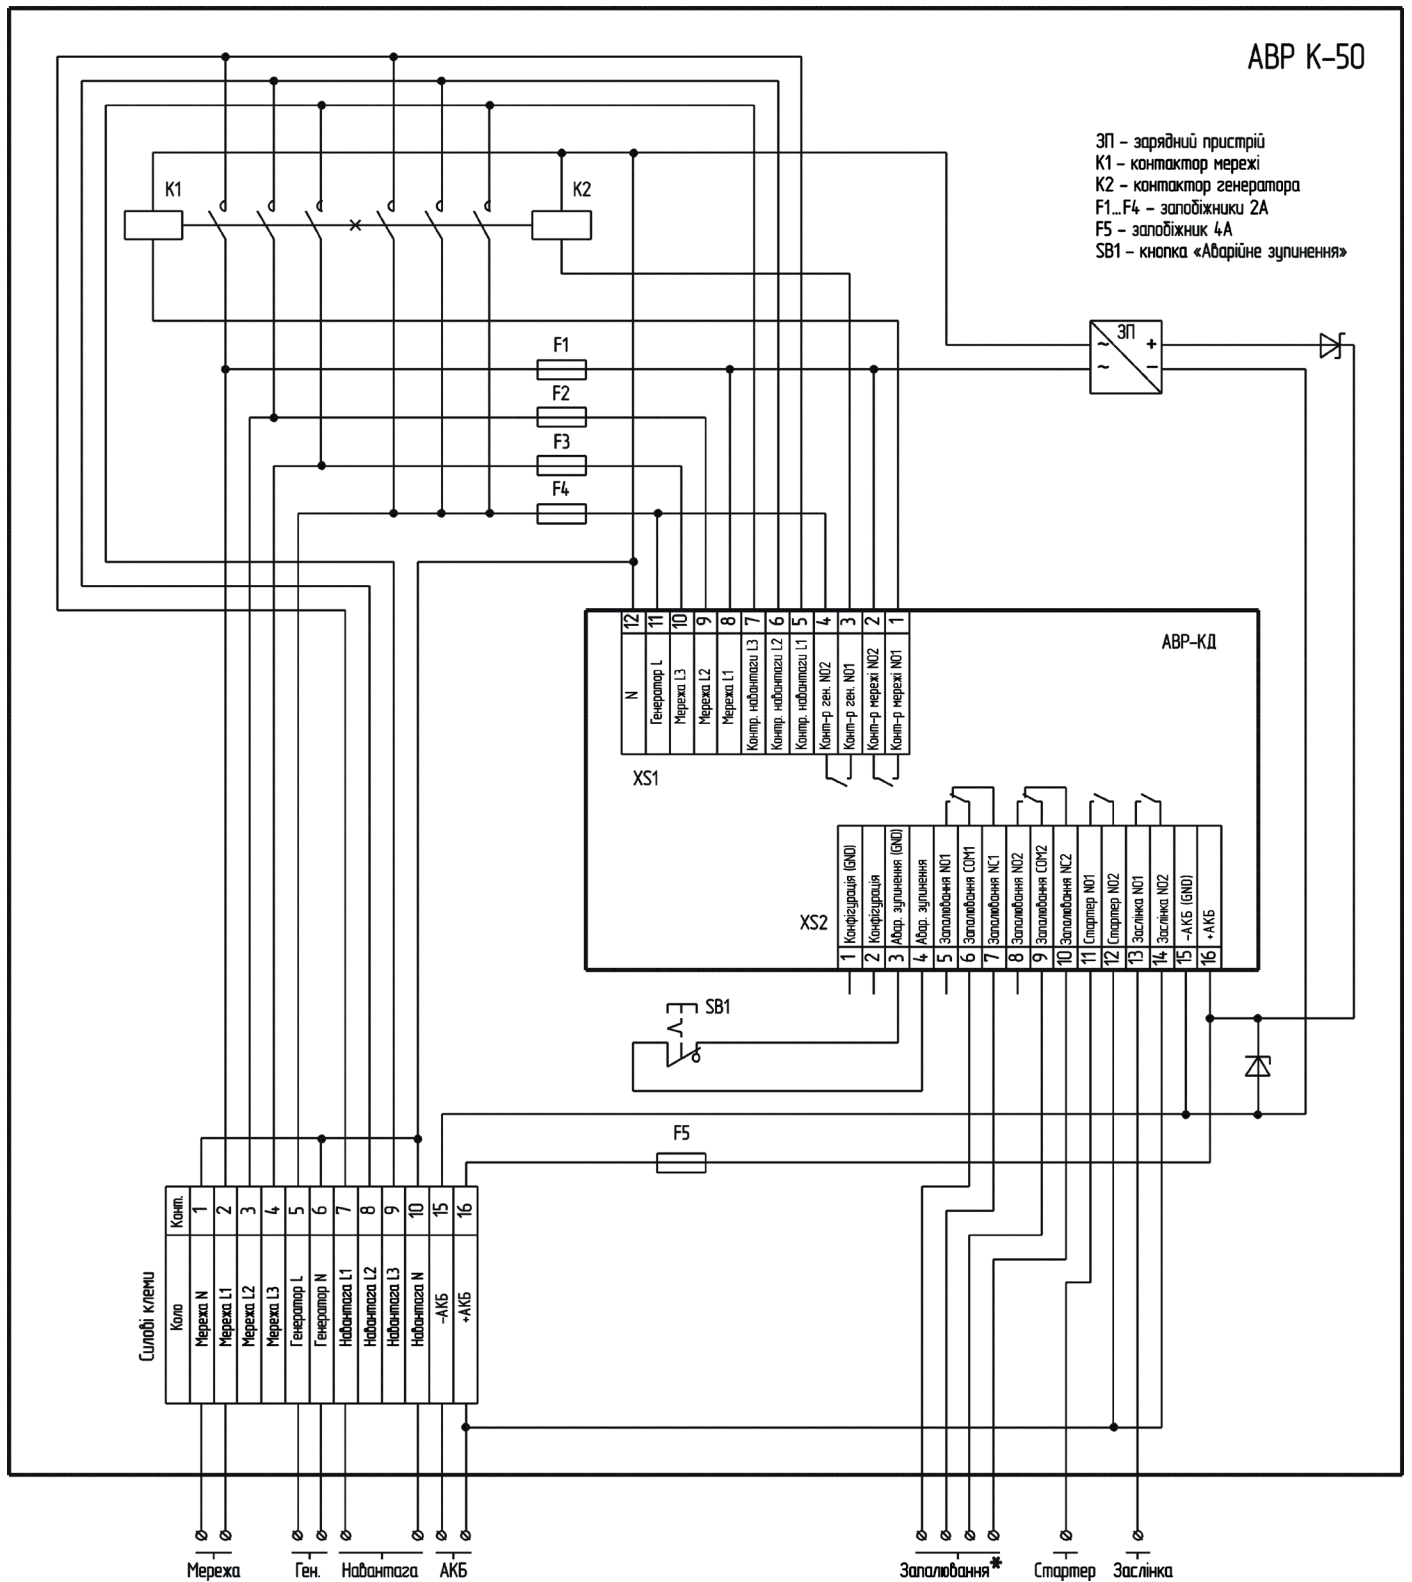 АВР К-50
ЗП - зарядний пристрій
К1 - контактор мережі
К2 - контактор генератора
F1...F4 - запобіжники 2А
F5 - запобіжник 4А
SB1 - кнопка «Аварійне зупинення»
К1
К2
ЗП
~ +
~ −
F1
F2
F3
F4
АВР-КД
12 11 10 9 8 7 6 5 4 3 2 1
N
Генератор L
Мережа L3
Мережа L2
Мережа L1
Контр. навантаги L3
Контр. навантаги L2
Контр. навантаги L1
Конт-р ген. NO2
Конт-р ген. NO1
Конт-р мережі NO2
Конт-р мережі NO1
XS1
XS2
Конфігурація (GND)
Конфігурація
Авар. зупинення (GND)
Авар. зупинення
Запалювання NO1
Запалювання COM1
Запалювання NC1
Запалювання NO2
Запалювання COM2
Запалювання NC2
Стартер NO1
Стартер NO2
Заслінка NO1
Заслінка NO2
-АКБ (GND)
+АКБ
1 2 3 4 5 6 7 8 9 10 11 12 13 14 15 16
SB1
F5
Силові клеми
Конт. 1 2 3 4 5 6 7 8 9 10 15 16
Коло
Мережа N
Мережа L1
Мережа L2
Мережа L3
Генератор L
Генератор N
Навантага L1
Навантага L2
Навантага L3
Навантага N
-АКБ
+АКБ
Мережа Ген. Навантага АКБ Запалювання* Стартер Заслінка